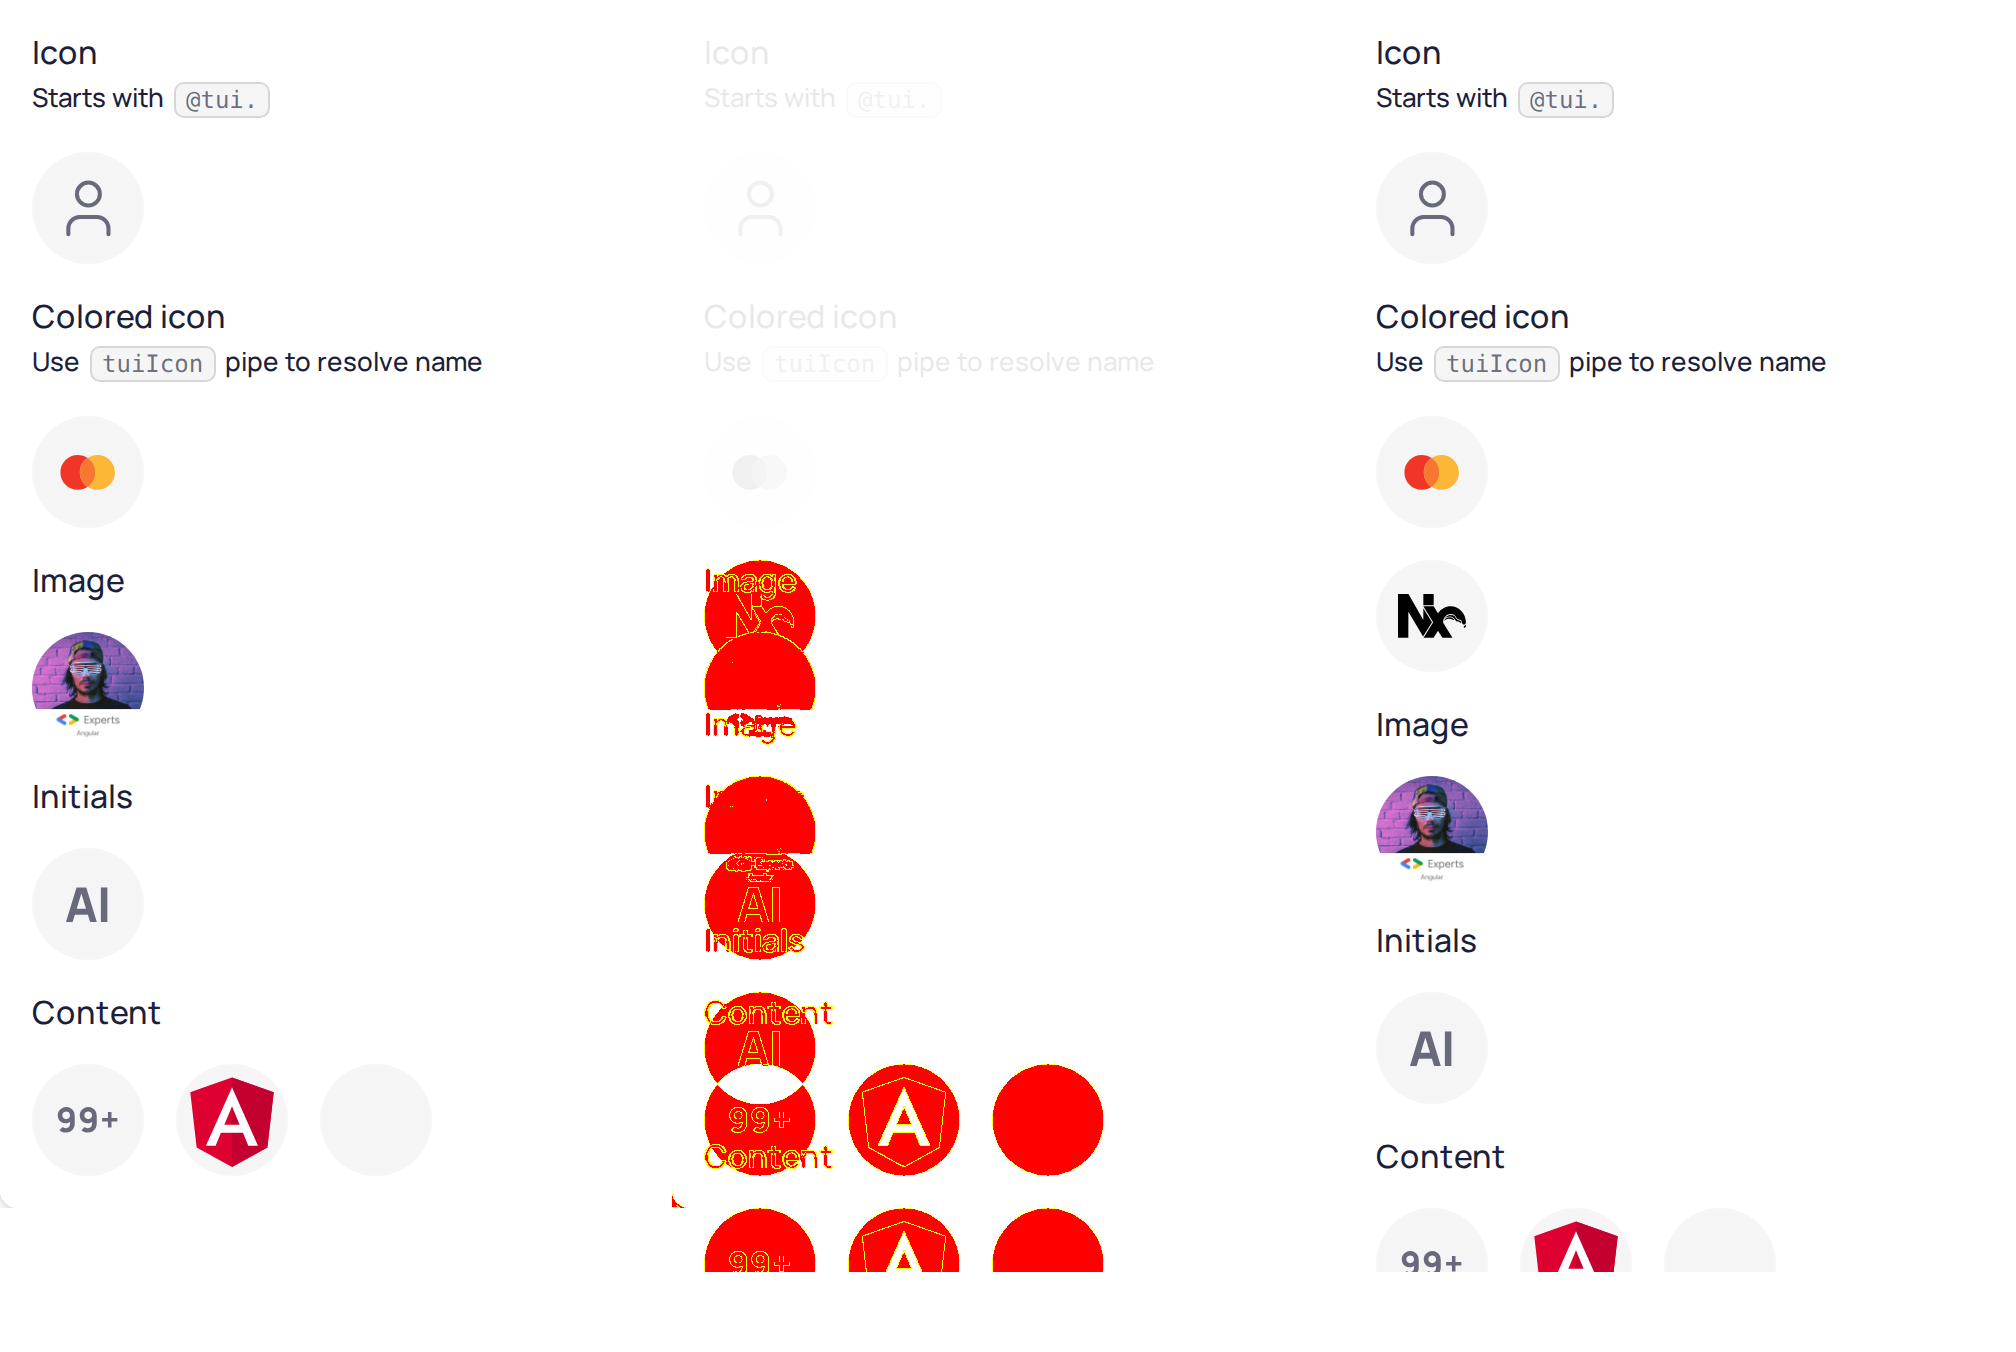 Icon
Starts with @tui.
Colored icon
Use tuiIcon pipe to resolve name
Image
Experts
Angular
Initials
AI
Content
99+
A
Icon
Starts with @tui.
Colored icon
Use tuiIcon pipe to resolve name
Image
Nx
Image
AI
Initials
Content
AI
99+
A
Content
99+
A
Icon
Starts with @tui.
Colored icon
Use tuiIcon pipe to resolve name
Nx
Image
Experts
Angular
Initials
AI
Content
99+
A